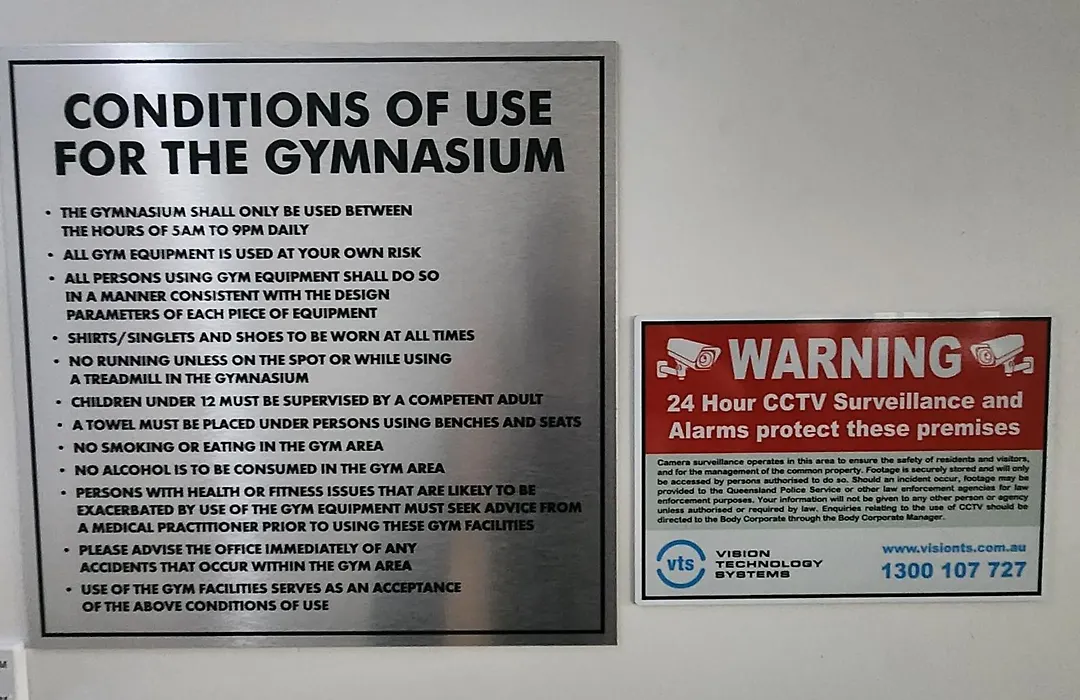 CONDITIONS OF USE
FOR THE GYMNASIUM
• THE GYMNASIUM SHALL ONLY BE USED BETWEEN
THE HOURS OF 5AM TO 9PM DAILY
• ALL GYM EQUIPMENT IS USED AT YOUR OWN RISK
• ALL PERSONS USING GYM EQUIPMENT SHALL DO SO
IN A MANNER CONSISTENT WITH THE DESIGN
PARAMETERS OF EACH PIECE OF EQUIPMENT
• SHIRTS/SINGLETS AND SHOES TO BE WORN AT ALL TIMES
• NO RUNNING UNLESS ON THE SPOT OR WHILE USING
A TREADMILL IN THE GYMNASIUM
• CHILDREN UNDER 12 MUST BE SUPERVISED BY A COMPETENT ADULT
• A TOWEL MUST BE PLACED UNDER PERSONS USING BENCHES AND SEATS
• NO SMOKING OR EATING IN THE GYM AREA
• NO ALCOHOL IS TO BE CONSUMED IN THE GYM AREA
• PERSONS WITH HEALTH OR FITNESS ISSUES THAT ARE LIKELY TO BE
EXACERBATED BY USE OF THE GYM EQUIPMENT MUST SEEK ADVICE FROM
A MEDICAL PRACTITIONER PRIOR TO USING THESE GYM FACILITIES
• PLEASE ADVISE THE OFFICE IMMEDIATELY OF ANY
ACCIDENTS THAT OCCUR WITHIN THE GYM AREA
• USE OF THE GYM FACILITIES SERVES AS AN ACCEPTANCE
OF THE ABOVE CONDITIONS OF USE
WARNING
24 Hour CCTV Surveillance and
Alarms protect these premises
Camera surveillance operates in this area to ensure the safety of residents and visitors,
and for the management of the common property. Footage is securely stored and will only
be accessed by persons authorised to do so. Should an incident occur, footage may be
provided to the Queensland Police Service or other law enforcement agencies for law
enforcement purposes. Your information will not be given to any other person or agency
unless authorised or required by law. Enquiries relating to the use of CCTV should be
directed to the Body Corporate through the Body Corporate Manager.
vts
VISION
TECHNOLOGY
SYSTEMS
www.visionts.com.au
1300 107 727